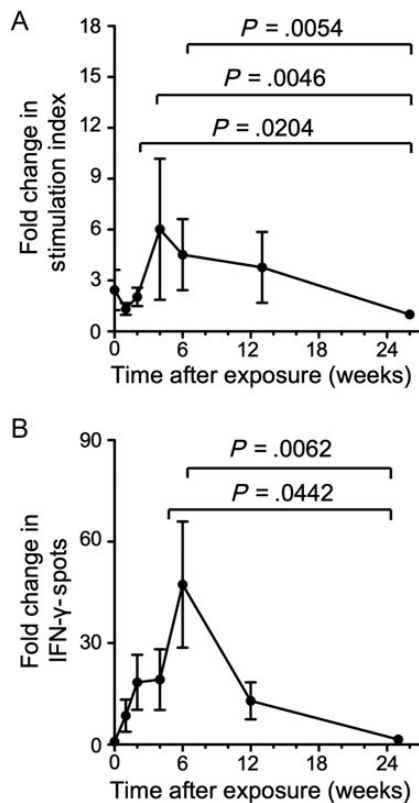 A
P = .0054
P = .0046
P = .0204
Fold change in
stimulation index
18
15
12
9
6
3
0
0 6 12 18 24
Time after exposure (weeks)
B
P = .0062
P = .0442
Fold change in
IFN-γ- spots
90
60
30
0
0 6 12 18 24
Time after exposure (weeks)